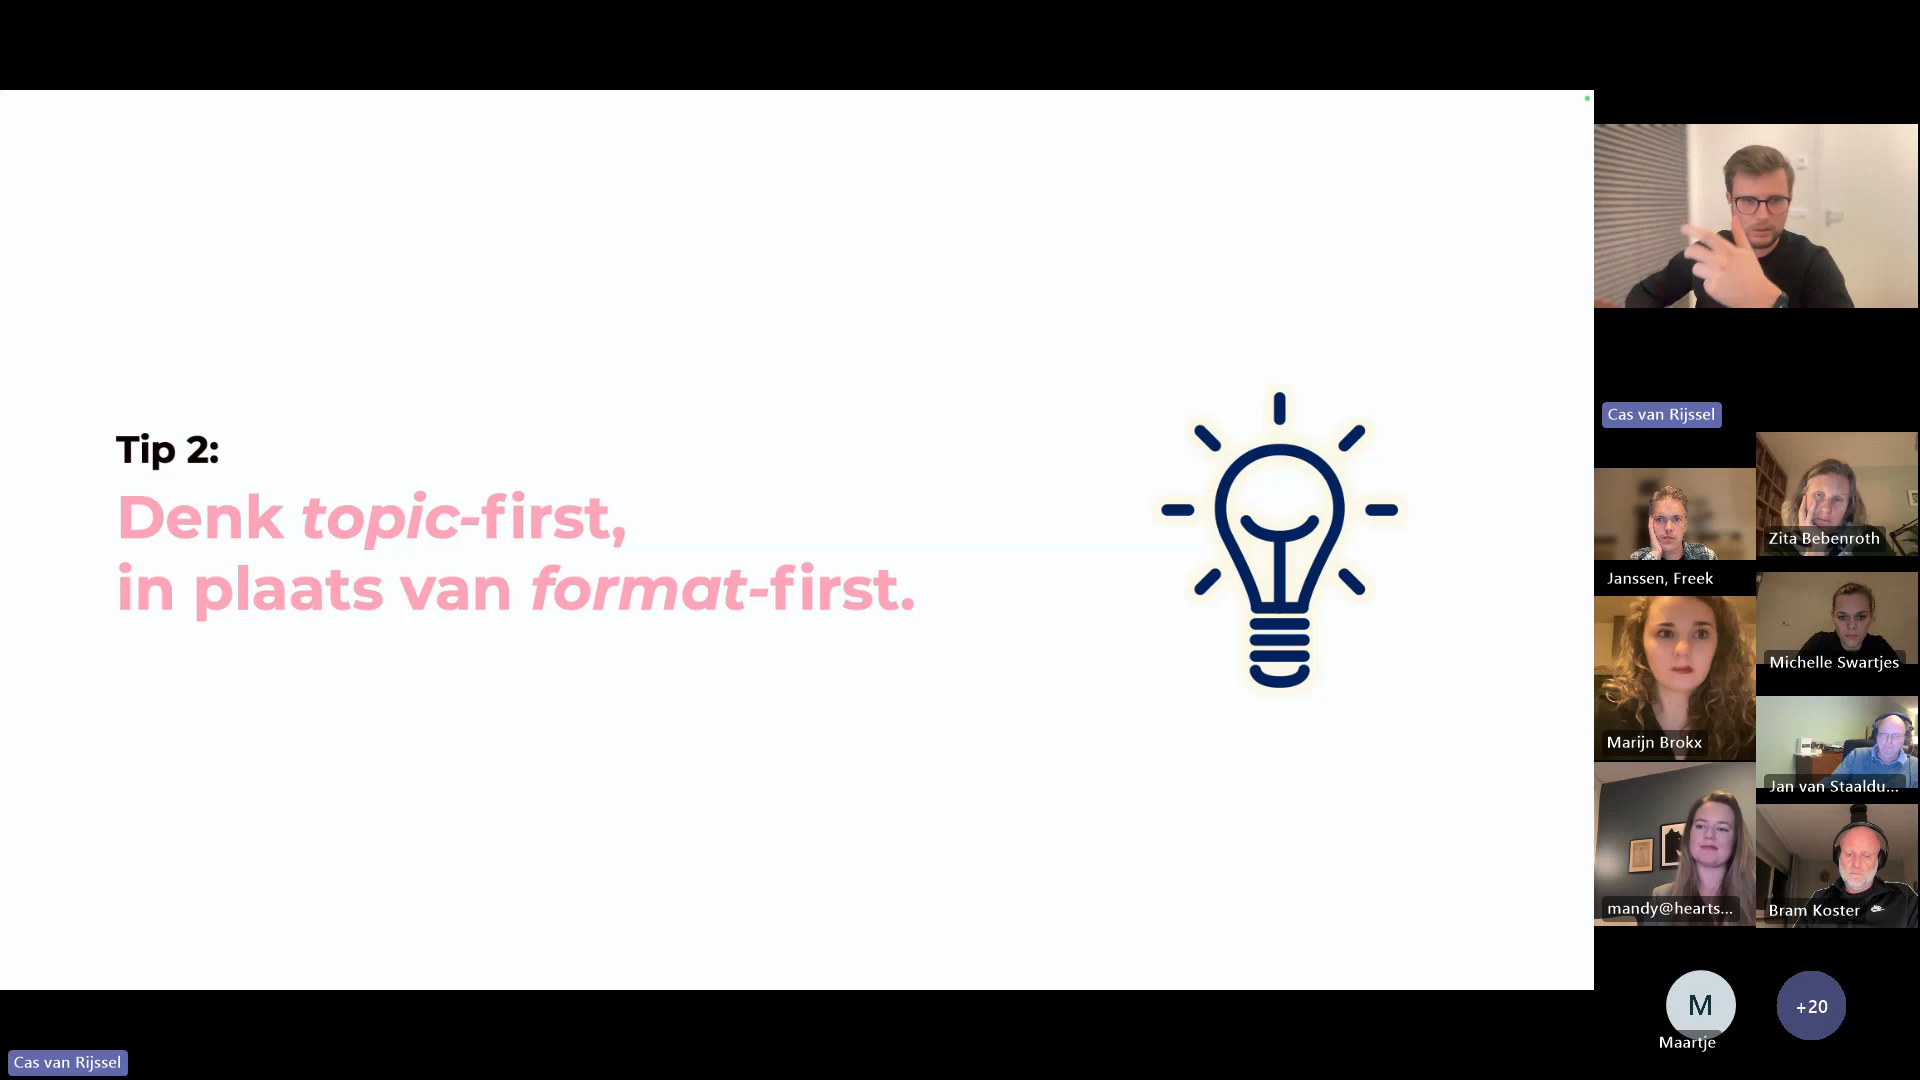 Tip 2:
Denk topic-first,
in plaats van format-first.
Cas van Rijssel
Zita Bebenroth
Janssen, Freek
Michelle Swartjes
Marijn Brokx
Jan van Staaldu...
mandy@hearts...
Bram Koster
M
Maartje
+20
Cas van Rijssel